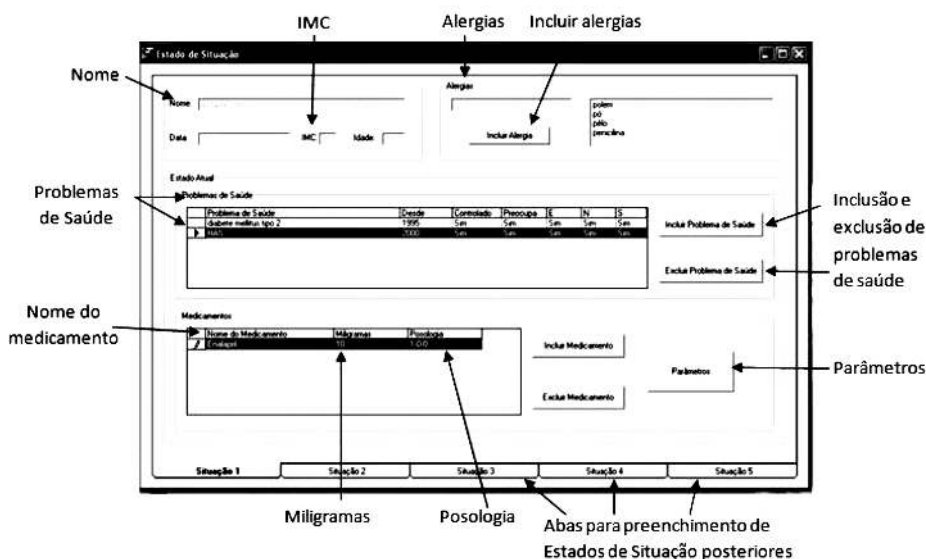 IMC
Alergias
Incluir alergias
Estado de Situação
Nome
Alergias
Nome
polem
pó
pêlo
penicilina
Data
IMC
Idade
Incluir Alergia
Estado Atual
Problemas
de Saúde
Problemas de Saúde
Problema de Saúde Desde Controlado Preocupa E N S
diabete mellitus tipo 2 1995 Sim Sim Sim Sim Sim
HAS 2000 Sim Sim Sim Sim Sim
Incluir Problema de Saúde
Excluir Problema de Saúde
Inclusão e
exclusão de
problemas
de saúde
Nome do
medicamento
Medicamentos
Nome do Medicamento Miligramas Posologia
Enalapril 10 1-0-0
Incluir Medicamento
Excluir Medicamento
Parâmetros
Parâmetros
Situação 1 Situação 2 Situação 3 Situação 4 Situação 5
Miligramas
Posologia
Abas para preenchimento de
Estados de Situação posteriores